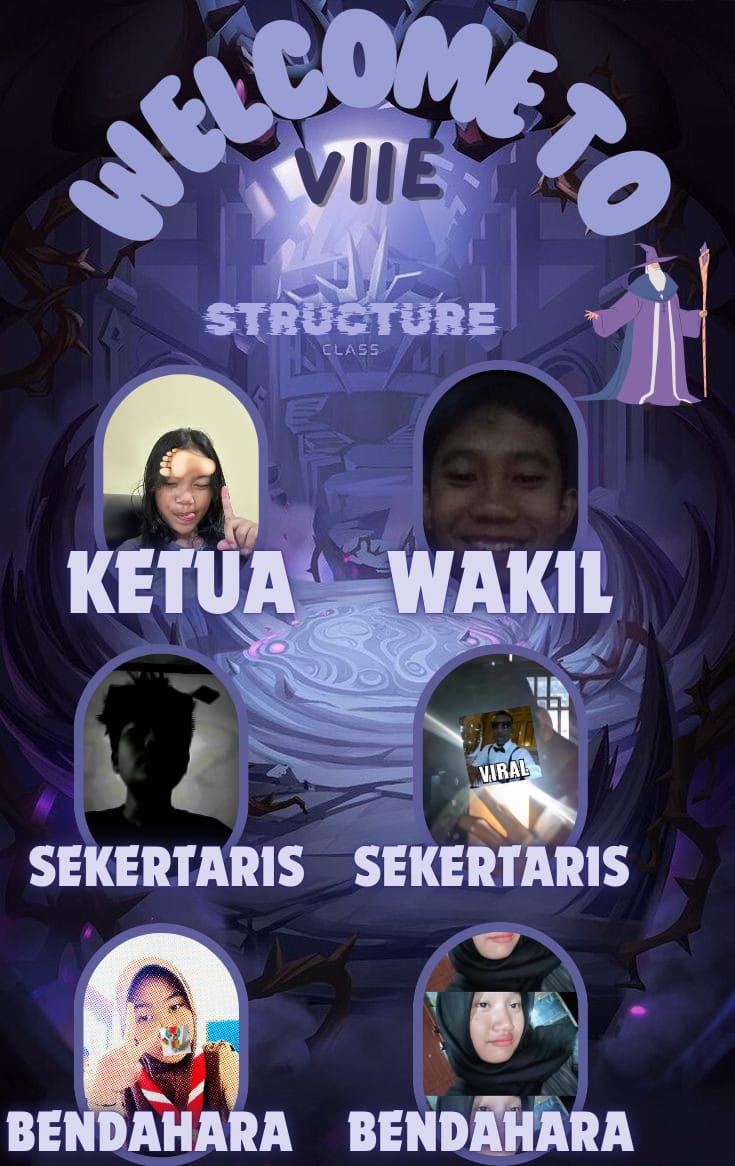 WELCOME TO
VIIE
STRUCTURE
CLASS
KETUA
WAKIL
VIRAL
SEKERTARIS
SEKERTARIS
BENDAHARA
BENDAHARA